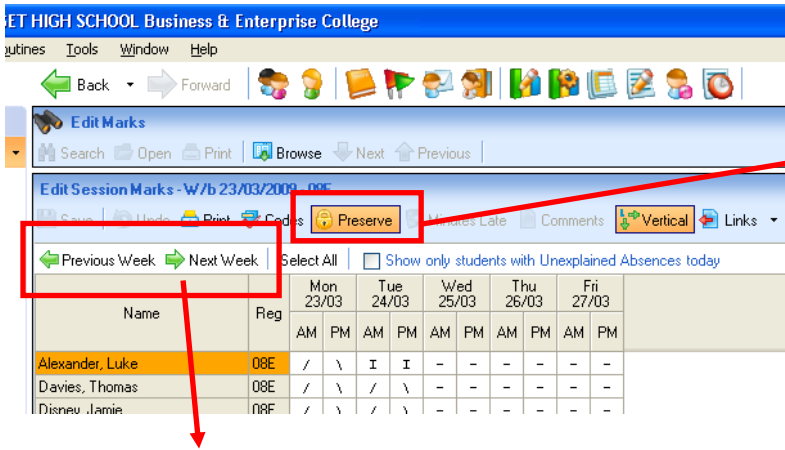 GET HIGH SCHOOL Business & Enterprise College
outines Tools Window Help
Back Forward
Edit Marks
Search Open Print Browse Next Previous
Edit Session Marks - W/b 23/03/2009 - 08E
Save Undo Print Codes Preserve Minutes Late Comments Vertical Links
Previous Week Next Week Select All Show only students with Unexplained Absences today
Name Reg Mon 23/03 Tue 24/03 Wed 25/03 Thu 26/03 Fri 27/03
AM PM AM PM AM PM AM PM AM PM
Alexander, Luke 08E / \ I I - - - - - -
Davies, Thomas 08E / \ / \ - - - - - -
Disney, Jamie 08E / \ / \ - - - - - -